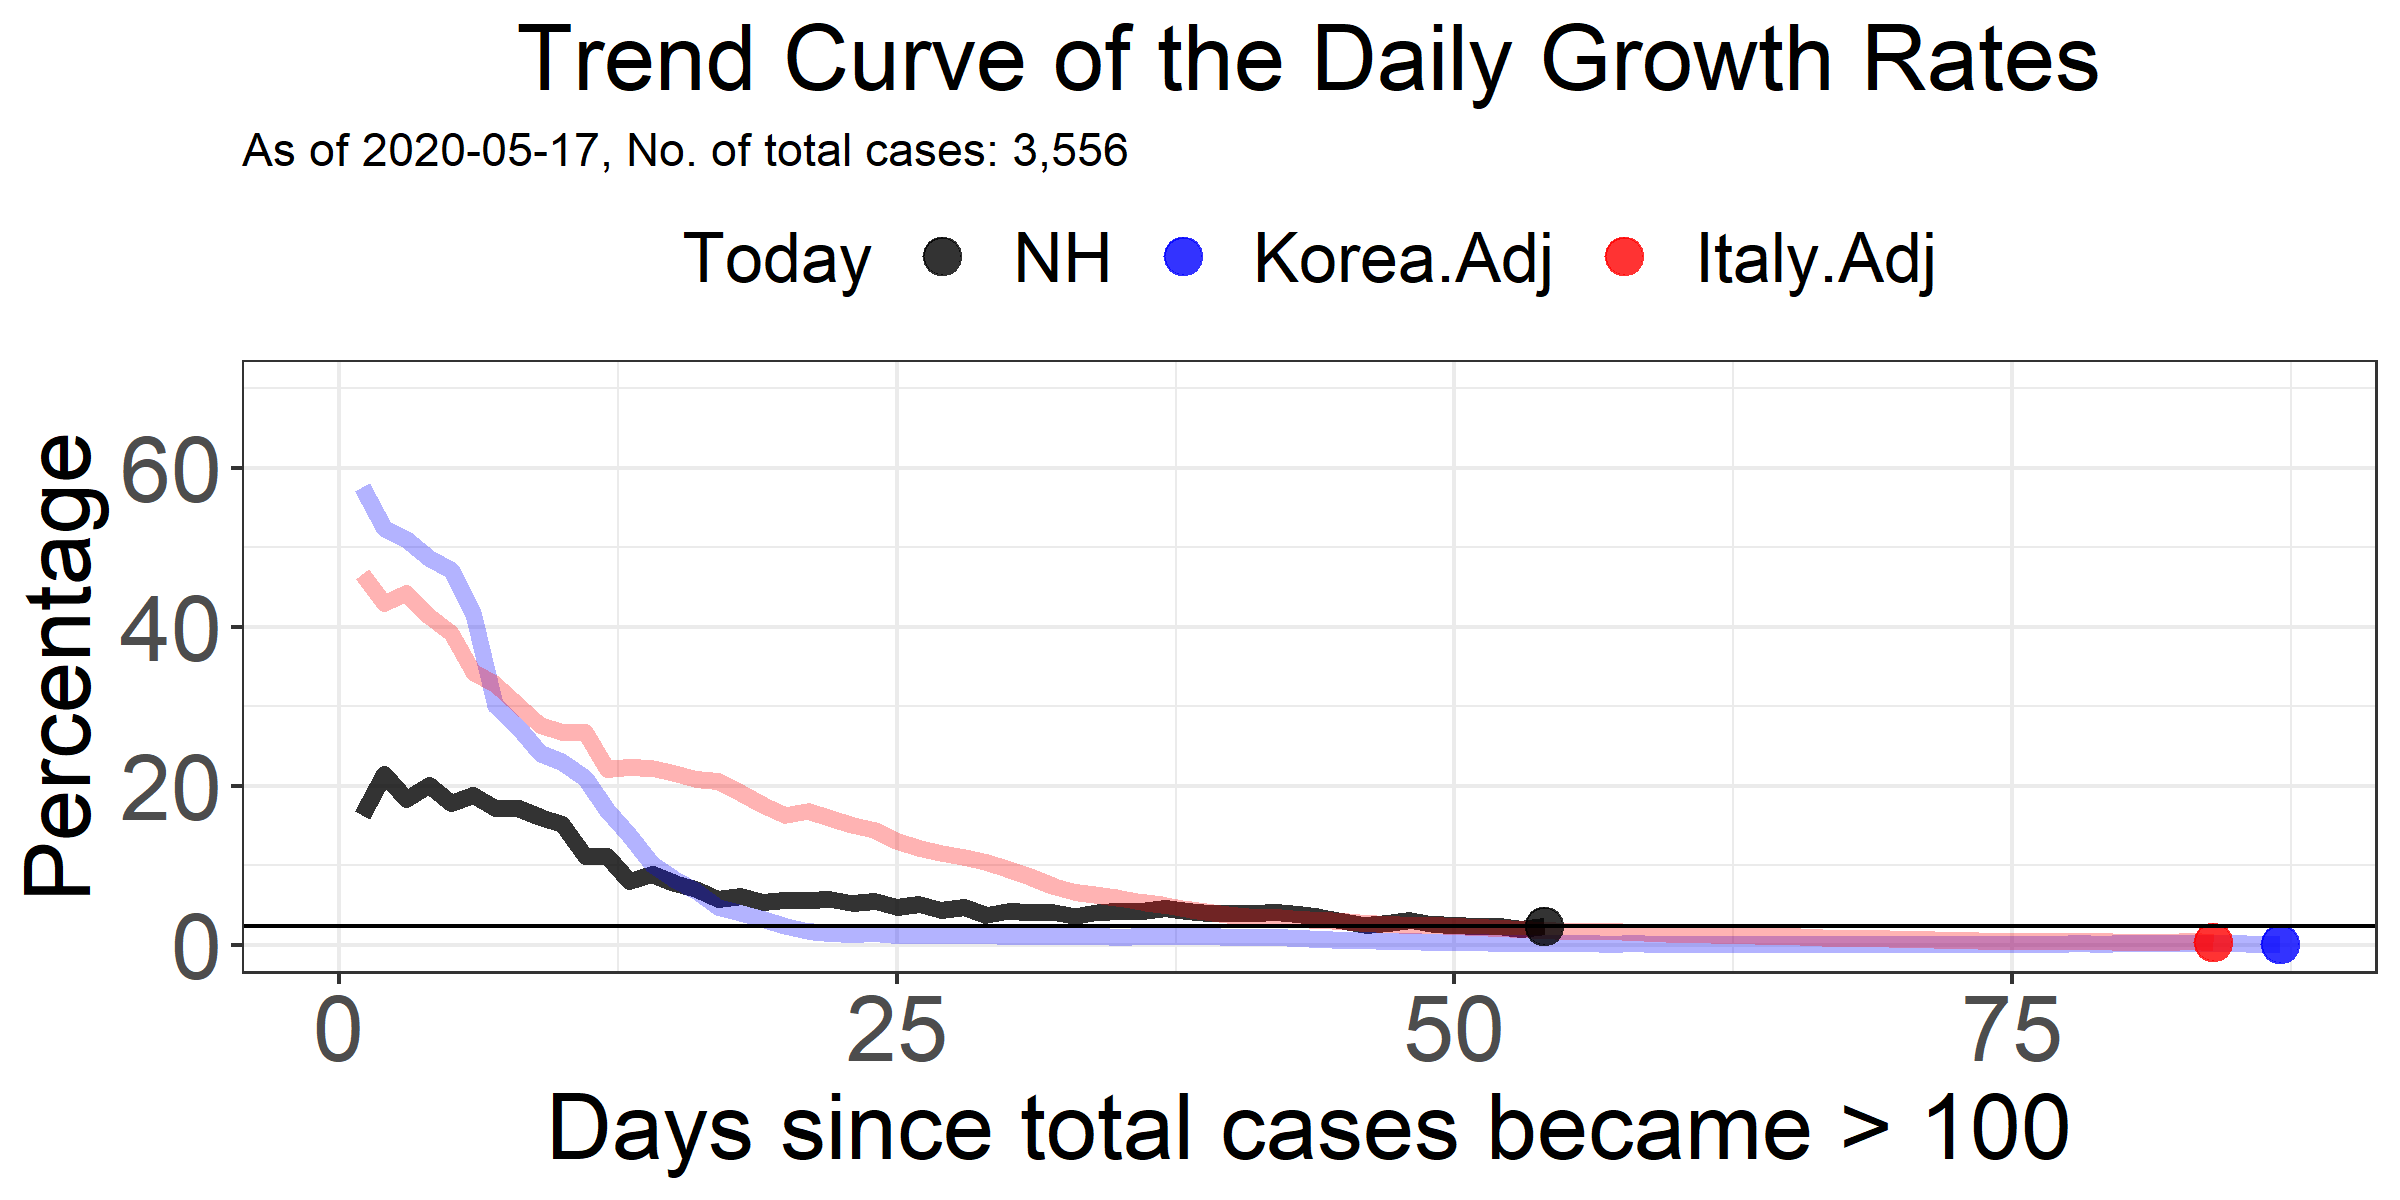 Trend Curve of the Daily Growth Rates
As of 2020-05-17, No. of total cases: 3,556
Today NH Korea.Adj Italy.Adj
Percentage
60
40
20
0
0 25 50 75
Days since total cases became > 100